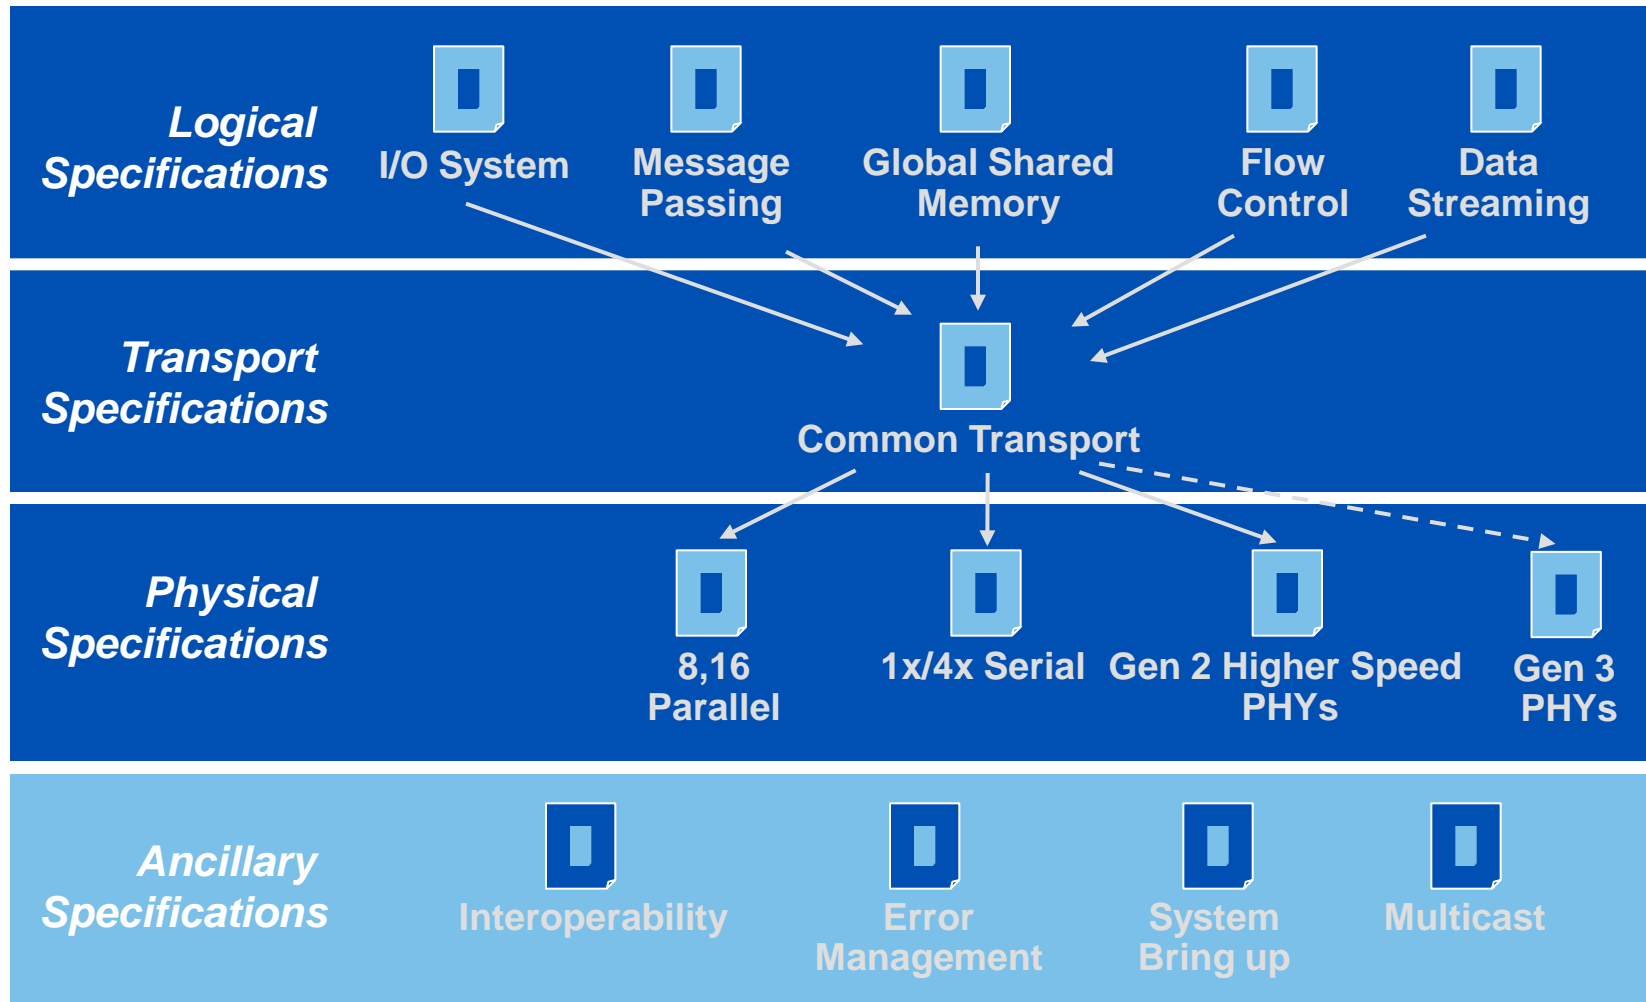 Logical
Specifications
I/O System
Message
Passing
Global Shared
Memory
Flow
Control
Data
Streaming
Transport
Specifications
Common Transport
Physical
Specifications
8,16
Parallel
1x/4x Serial
Gen 2 Higher Speed
PHYs
Gen 3
PHYs
Ancillary
Specifications
Interoperability
Error
Management
System
Bring up
Multicast